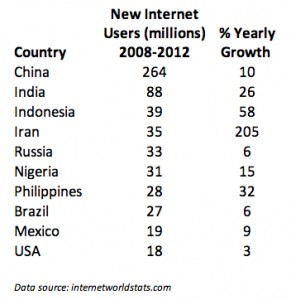 New Internet
Users (millions) % Yearly
Country 2008-2012 Growth
China 264 10
India 88 26
Indonesia 39 58
Iran 35 205
Russia 33 6
Nigeria 31 15
Philippines 28 32
Brazil 27 6
Mexico 19 9
USA 18 3
Data source: internetworldstats.com